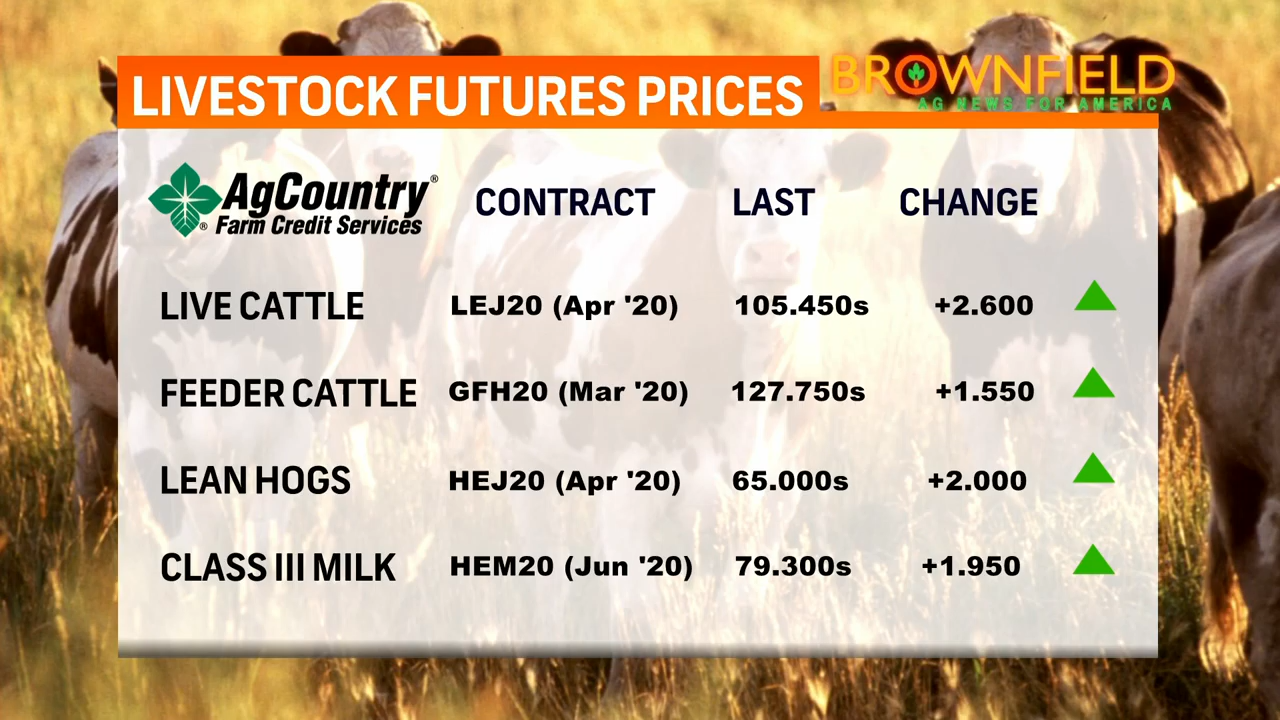 LIVESTOCK FUTURES PRICES
BROWNFIELD
AG NEWS FOR AMERICA
AgCountry®
®Farm Credit Services
CONTRACT LAST CHANGE
LIVE CATTLE LEJ20 (Apr '20) 105.450s +2.600
FEEDER CATTLE GFH20 (Mar '20) 127.750s +1.550
LEAN HOGS HEJ20 (Apr '20) 65.000s +2.000
CLASS III MILK HEM20 (Jun '20) 79.300s +1.950